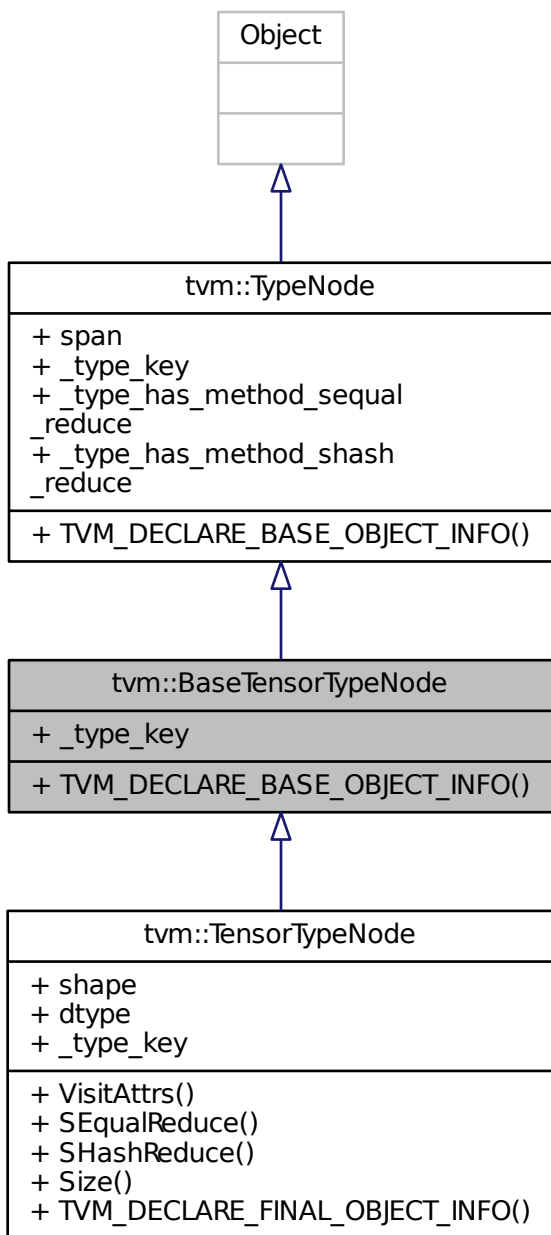 Object
tvm::TypeNode
+ span
+ _type_key
+ _type_has_method_sequal
_reduce
+ _type_has_method_shash
_reduce
+ TVM_DECLARE_BASE_OBJECT_INFO()
tvm::BaseTensorTypeNode
+ _type_key
+ TVM_DECLARE_BASE_OBJECT_INFO()
tvm::TensorTypeNode
+ shape
+ dtype
+ _type_key
+ VisitAttrs()
+ SEqualReduce()
+ SHashReduce()
+ Size()
+ TVM_DECLARE_FINAL_OBJECT_INFO()